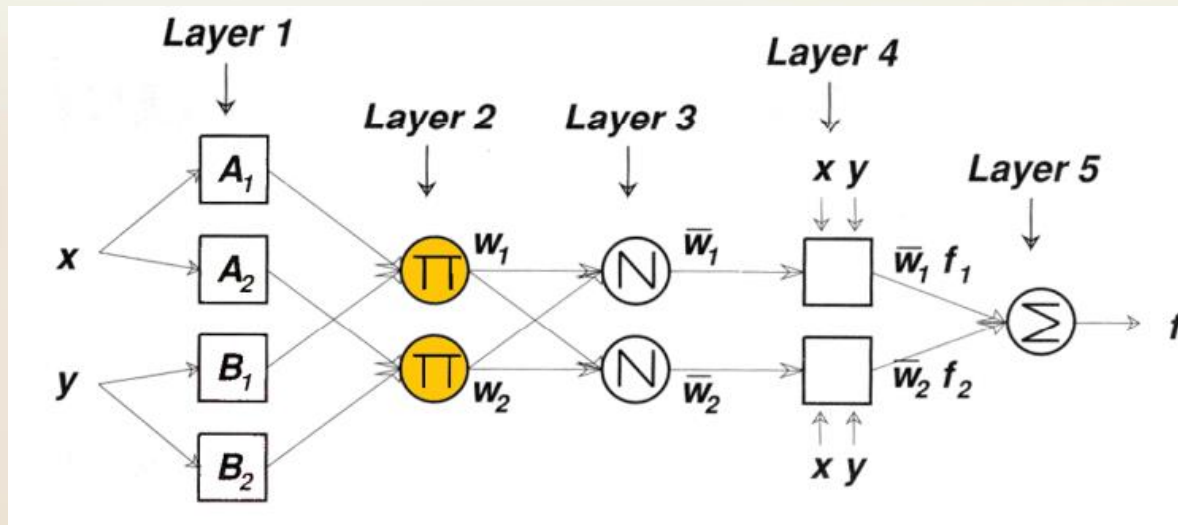 Layer 1
Layer 4
Layer 2
Layer 3
x y
Layer 5
A₁
x
A₂
Π
w₁
N
w̅₁
w̅₁ f₁
Σ
f
y
B₁
Π
w₂
N
w̅₂
w̅₂ f₂
B₂
x y